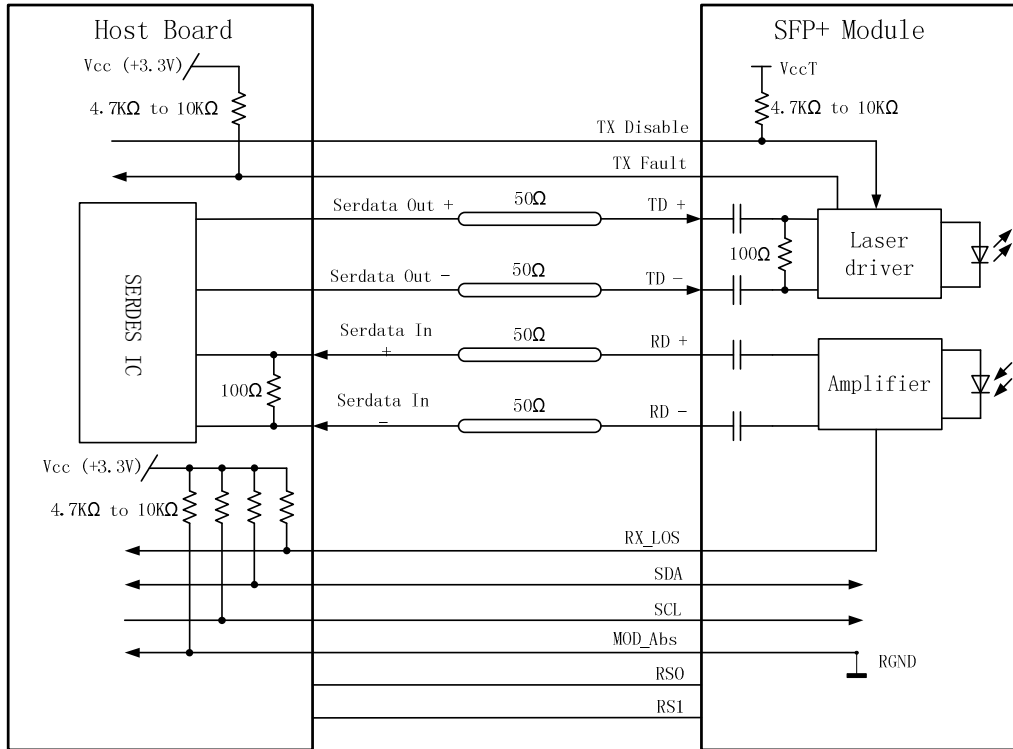 Host Board
SFP+ Module
Vcc (+3.3V)
VccT
4.7KΩ to 10KΩ
4.7KΩ to 10KΩ
TX Disable
TX Fault
Serdata Out +
50Ω
TD +
Laser
driver
100Ω
Serdata Out -
50Ω
TD -
SERDES IC
Serdata In
+
50Ω
RD +
100Ω
Amplifier
Serdata In
-
50Ω
RD -
Vcc (+3.3V)
4.7KΩ to 10KΩ
RX_LOS
SDA
SCL
MOD_Abs
RGND
RS0
RS1